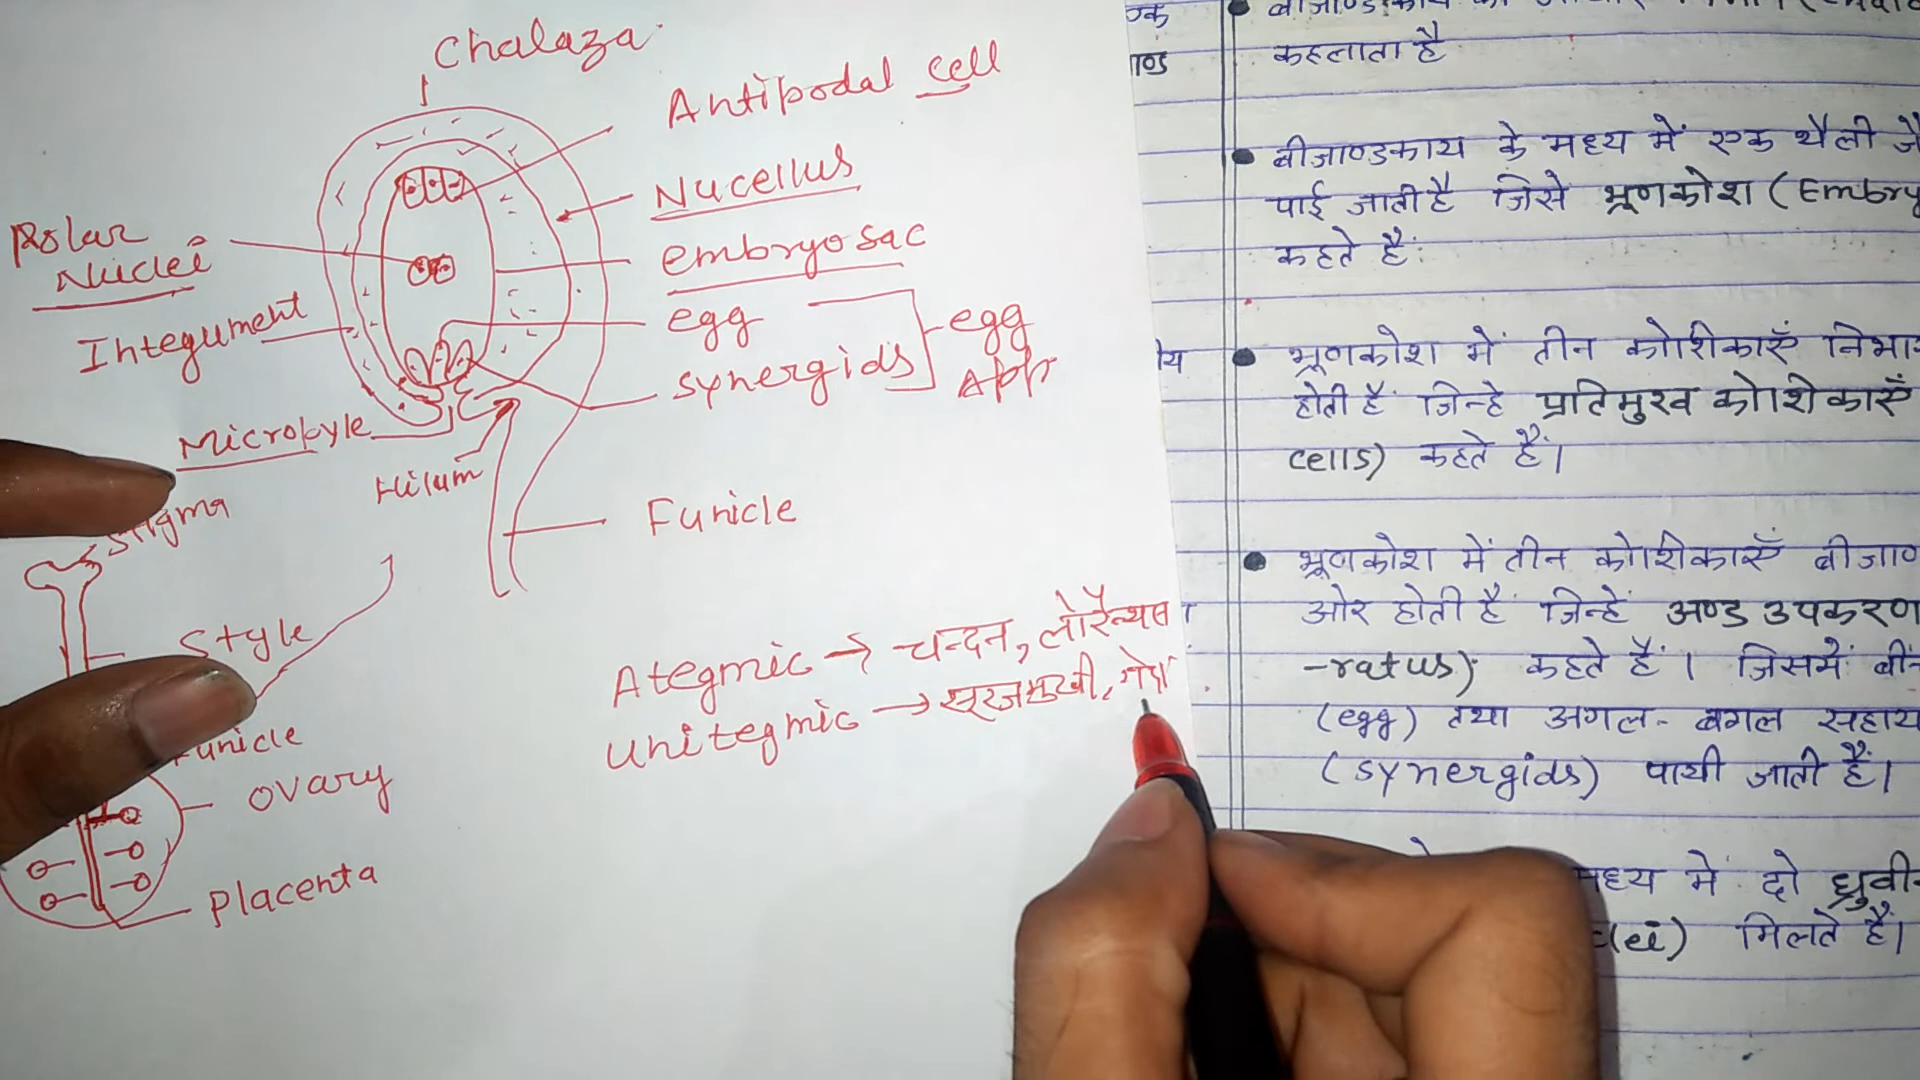 Chalaza
Antipodal cell
Nucellus
Polar
Nuclei
embryo sac
Integument
egg
synergids
egg
App
Micropyle
Hilum
Stigma
Funicle
Style
Ategmic → चन्दन, लोरैन्थस
Unitegmic → सूरजमुखी,
Funicle
Ovary
Placenta
कहलाता है
बीजाण्डकाय के मध्य में एक थैली
पाई जाती है जिसे भ्रूणकोश (Embry
कहते हैं:
भ्रूणकोश में तीन कोशिकाएँ
होती हैं जिन्हे प्रतिमुख कोशिकाएँ
cells) कहते हैं।
भ्रूणकोश में तीन कोशिकाएँ बीजाण
ओर होती हैं जिन्हें अण्ड उपकरण
-ratus) कहते हैं। जिसमें
(egg) तथा अगल-बगल सहाय
(synergids) पायी जाती हैं।
मध्य में दो ध्रुवी
clei) मिलते हैं।